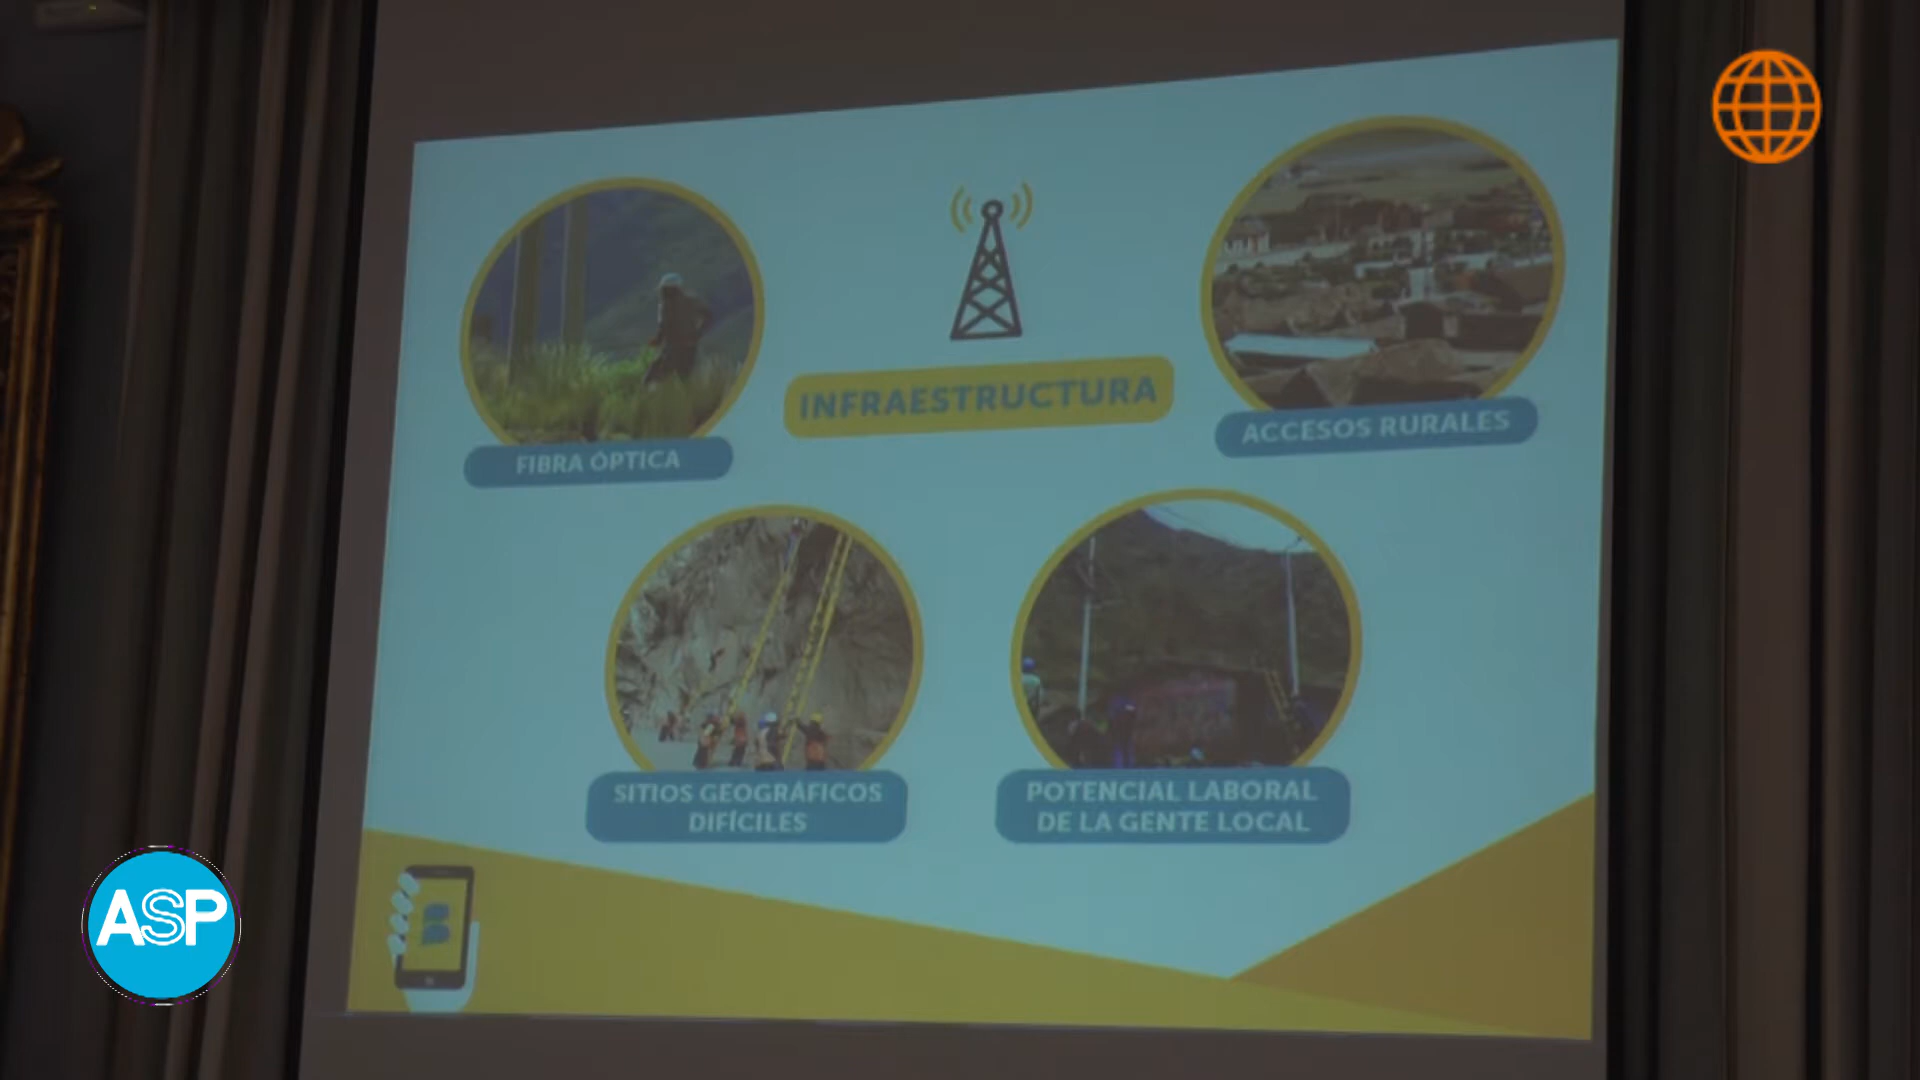 INFRAESTRUCTURA
FIBRA ÓPTICA
ACCESOS RURALES
SITIOS GEOGRÁFICOS
DIFÍCILES
POTENCIAL LABORAL
DE LA GENTE LOCAL
ASP